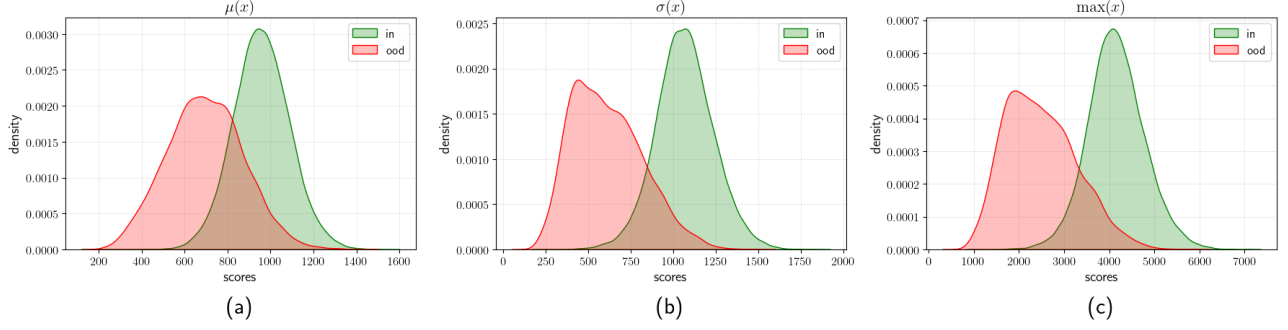 μ(x)
0.0030
0.0025
0.0020
0.0015
0.0010
0.0005
0.0000
density
in
ood
200 400 600 800 1000 1200 1400 1600
scores
(a)
σ(x)
0.0025
0.0020
0.0015
0.0010
0.0005
0.0000
density
in
ood
0 250 500 750 1000 1250 1500 1750 2000
scores
(b)
max(x)
0.0007
0.0006
0.0005
0.0004
0.0003
0.0002
0.0001
0.0000
density
in
ood
0 1000 2000 3000 4000 5000 6000 7000
scores
(c)